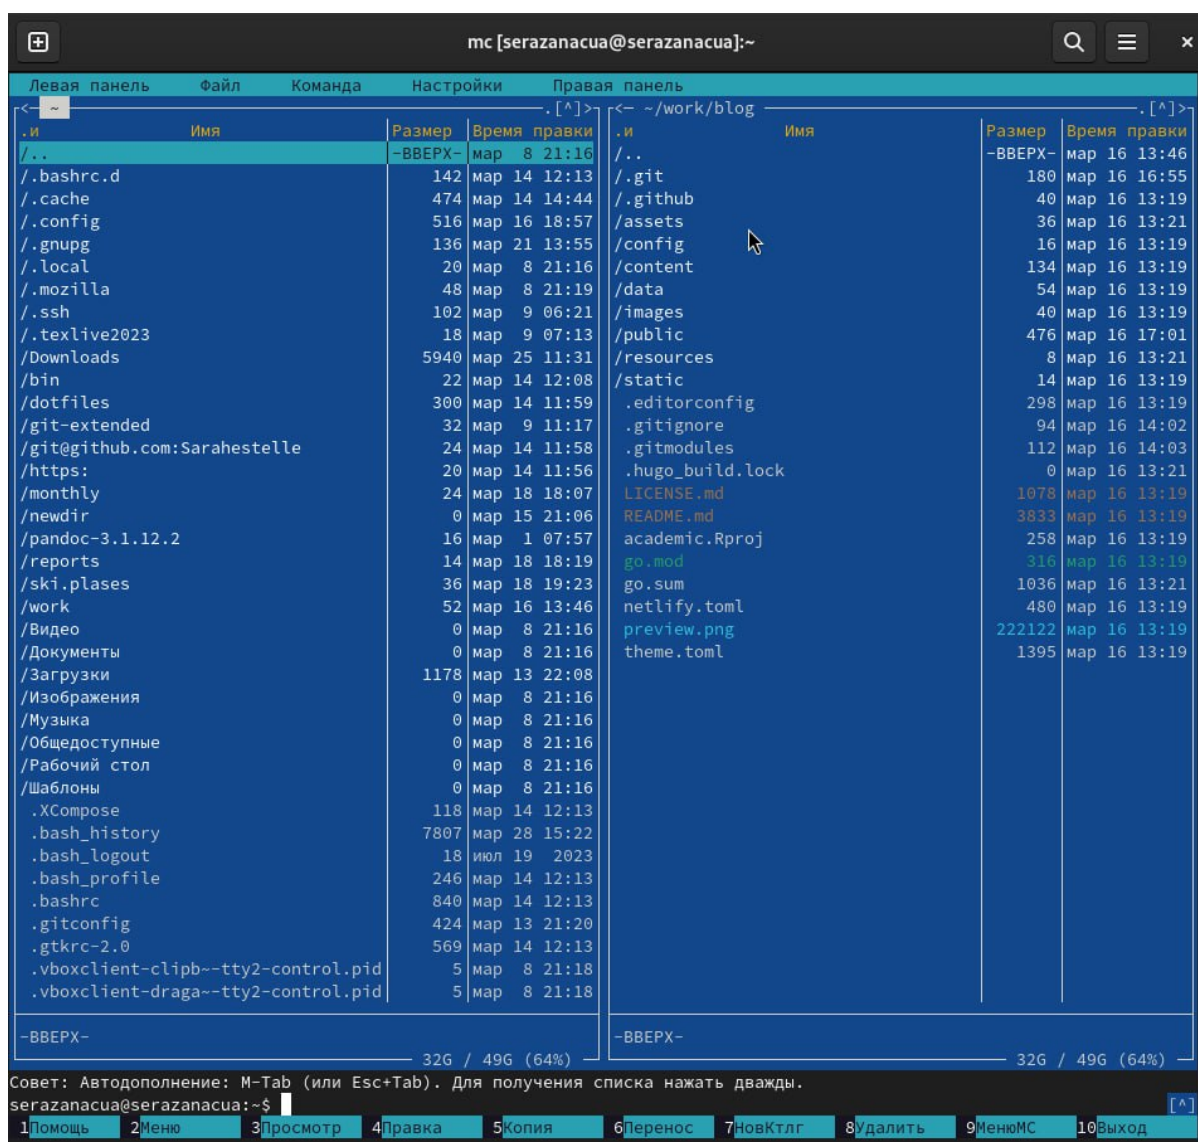 mc [serazanacua@serazanacua]:~
Левая панель Файл Команда Настройки Правая панель
<— ~ .[^]>
.и Имя Размер Время правки
/.. -ВВЕРХ- мар 8 21:16
/.bashrc.d 142 мар 14 12:13
/.cache 474 мар 14 14:44
/.config 516 мар 16 18:57
/.gnupg 136 мар 21 13:55
/.local 20 мар 8 21:16
/.mozilla 48 мар 8 21:19
/.ssh 102 мар 9 06:21
/.texlive2023 18 мар 9 07:13
/Downloads 5940 мар 25 11:31
/bin 22 мар 14 12:08
/dotfiles 300 мар 14 11:59
/git-extended 32 мар 9 11:17
/git@github.com:Sarahestelle 24 мар 14 11:58
/https: 20 мар 14 11:56
/monthly 24 мар 18 18:07
/newdir 0 мар 15 21:06
/pandoc-3.1.12.2 16 мар 1 07:57
/reports 14 мар 18 18:19
/ski.plases 36 мар 18 19:23
/work 52 мар 16 13:46
/Видео 0 мар 8 21:16
/Документы 0 мар 8 21:16
/Загрузки 1178 мар 13 22:08
/Изображения 0 мар 8 21:16
/Музыка 0 мар 8 21:16
/Общедоступные 0 мар 8 21:16
/Рабочий стол 0 мар 8 21:16
/Шаблоны 0 мар 8 21:16
.XCompose 118 мар 14 12:13
.bash_history 7807 мар 28 15:22
.bash_logout 18 июл 19 2023
.bash_profile 246 мар 14 12:13
.bashrc 840 мар 14 12:13
.gitconfig 424 мар 13 21:20
.gtkrc-2.0 569 мар 14 12:13
.vboxclient-clipb~-tty2-control.pid 5 мар 8 21:18
.vboxclient-draga~-tty2-control.pid 5 мар 8 21:18
-ВВЕРХ-
32G / 49G (64%)
<— ~/work/blog .[^]>
.и Имя Размер Время правки
/.. -ВВЕРХ- мар 16 13:46
/.git 180 мар 16 16:55
/.github 40 мар 16 13:19
/assets 36 мар 16 13:21
/config 16 мар 16 13:19
/content 134 мар 16 13:19
/data 54 мар 16 13:19
/images 40 мар 16 13:19
/public 476 мар 16 17:01
/resources 8 мар 16 13:21
/static 14 мар 16 13:19
.editorconfig 298 мар 16 13:19
.gitignore 94 мар 16 14:02
.gitmodules 112 мар 16 14:03
.hugo_build.lock 0 мар 16 13:21
LICENSE.md 1078 мар 16 13:19
README.md 3833 мар 16 13:19
academic.Rproj 258 мар 16 13:19
go.mod 316 мар 16 13:19
go.sum 1036 мар 16 13:21
netlify.toml 480 мар 16 13:19
preview.png 222122 мар 16 13:19
theme.toml 1395 мар 16 13:19
-ВВЕРХ-
32G / 49G (64%)
Совет: Автодополнение: M-Tab (или Esc+Tab). Для получения списка нажать дважды.
serazanacua@serazanacua:~$ [^]
1Помощь 2Меню 3Просмотр 4Правка 5Копия 6Перенос 7НовКтлг 8Удалить 9МенюMC 10Выход